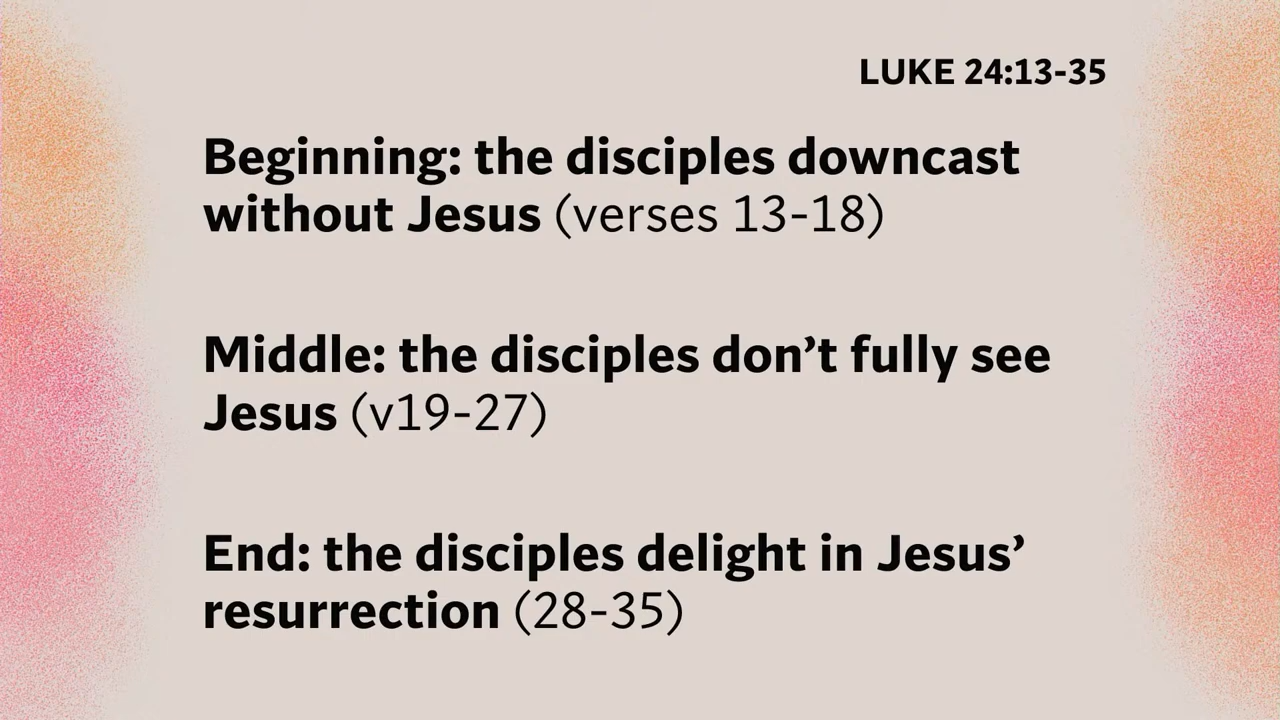 LUKE 24:13-35
Beginning: the disciples downcast
without Jesus (verses 13-18)
Middle: the disciples don’t fully see
Jesus (v19-27)
End: the disciples delight in Jesus’
resurrection (28-35)